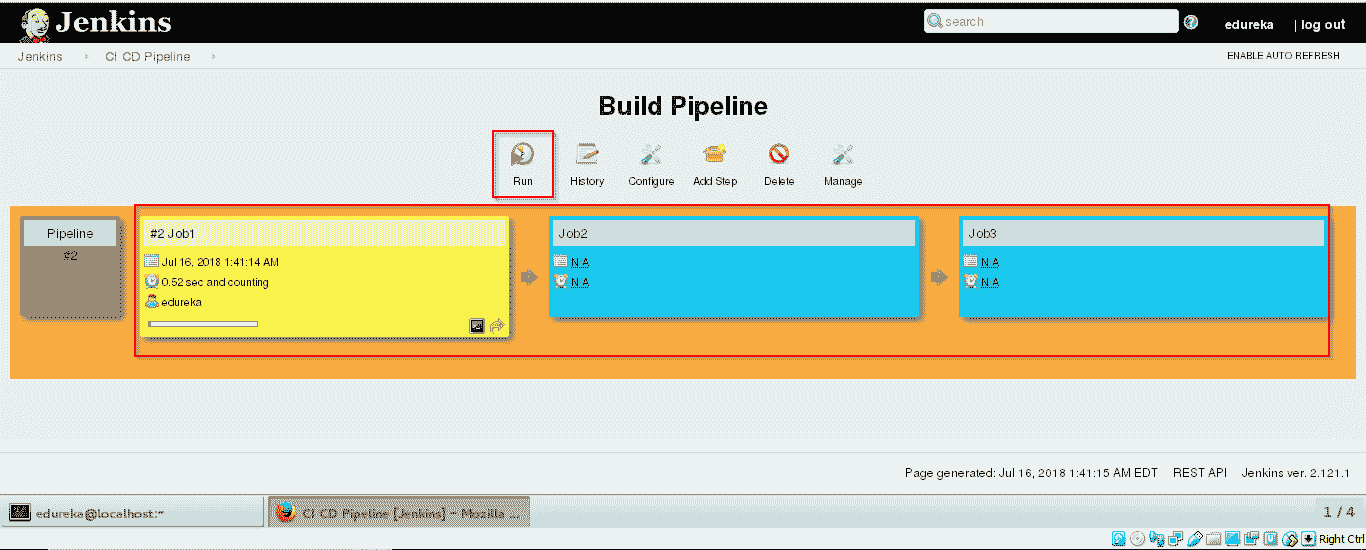 Jenkins
search
edureka
| log out
Jenkins
CI CD Pipeline
ENABLE AUTO REFRESH
Build Pipeline
Run
History
Configure
Add Step
Delete
Manage
Pipeline
#2
#2 Job1
Jul 16, 2018 1:41:14 AM
0.52 sec and counting
edureka
Job2
N.A
N.A
Job3
N.A
N.A
Page generated: Jul 16, 2018 1:41:15 AM EDT
REST API
Jenkins ver. 2.121.1
edureka@localhost:~
CI CD Pipeline [Jenkins] - Mozilla ...
1 / 4
Right Ctrl